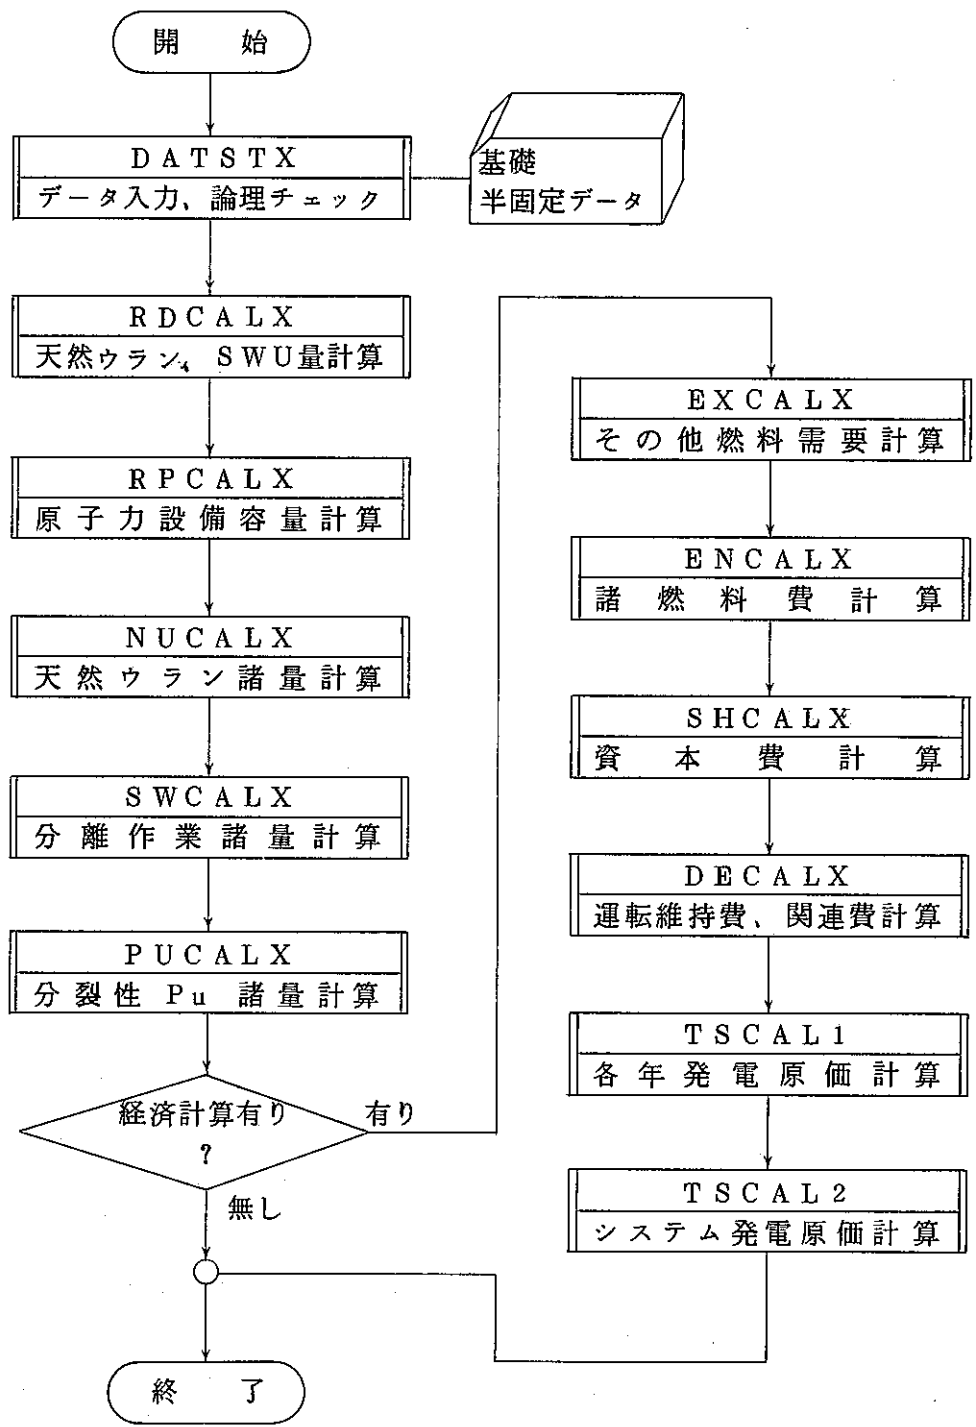 開始
DATSTX
データ入力、論理チェック
基礎
半固定データ
RDCALX
天然ウラン、SWU量計算
RPCALX
原子力設備容量計算
NUCALX
天然ウラン諸量計算
SWCALX
分離作業諸量計算
PUCALX
分裂性Pu諸量計算
経済計算有り
?
有り
無し
EXCALX
その他燃料需要計算
ENCALX
諸燃料費計算
SHCALX
資本費計算
DECALX
運転維持費、関連費計算
TSCAL1
各年発電原価計算
TSCAL2
システム発電原価計算
終了